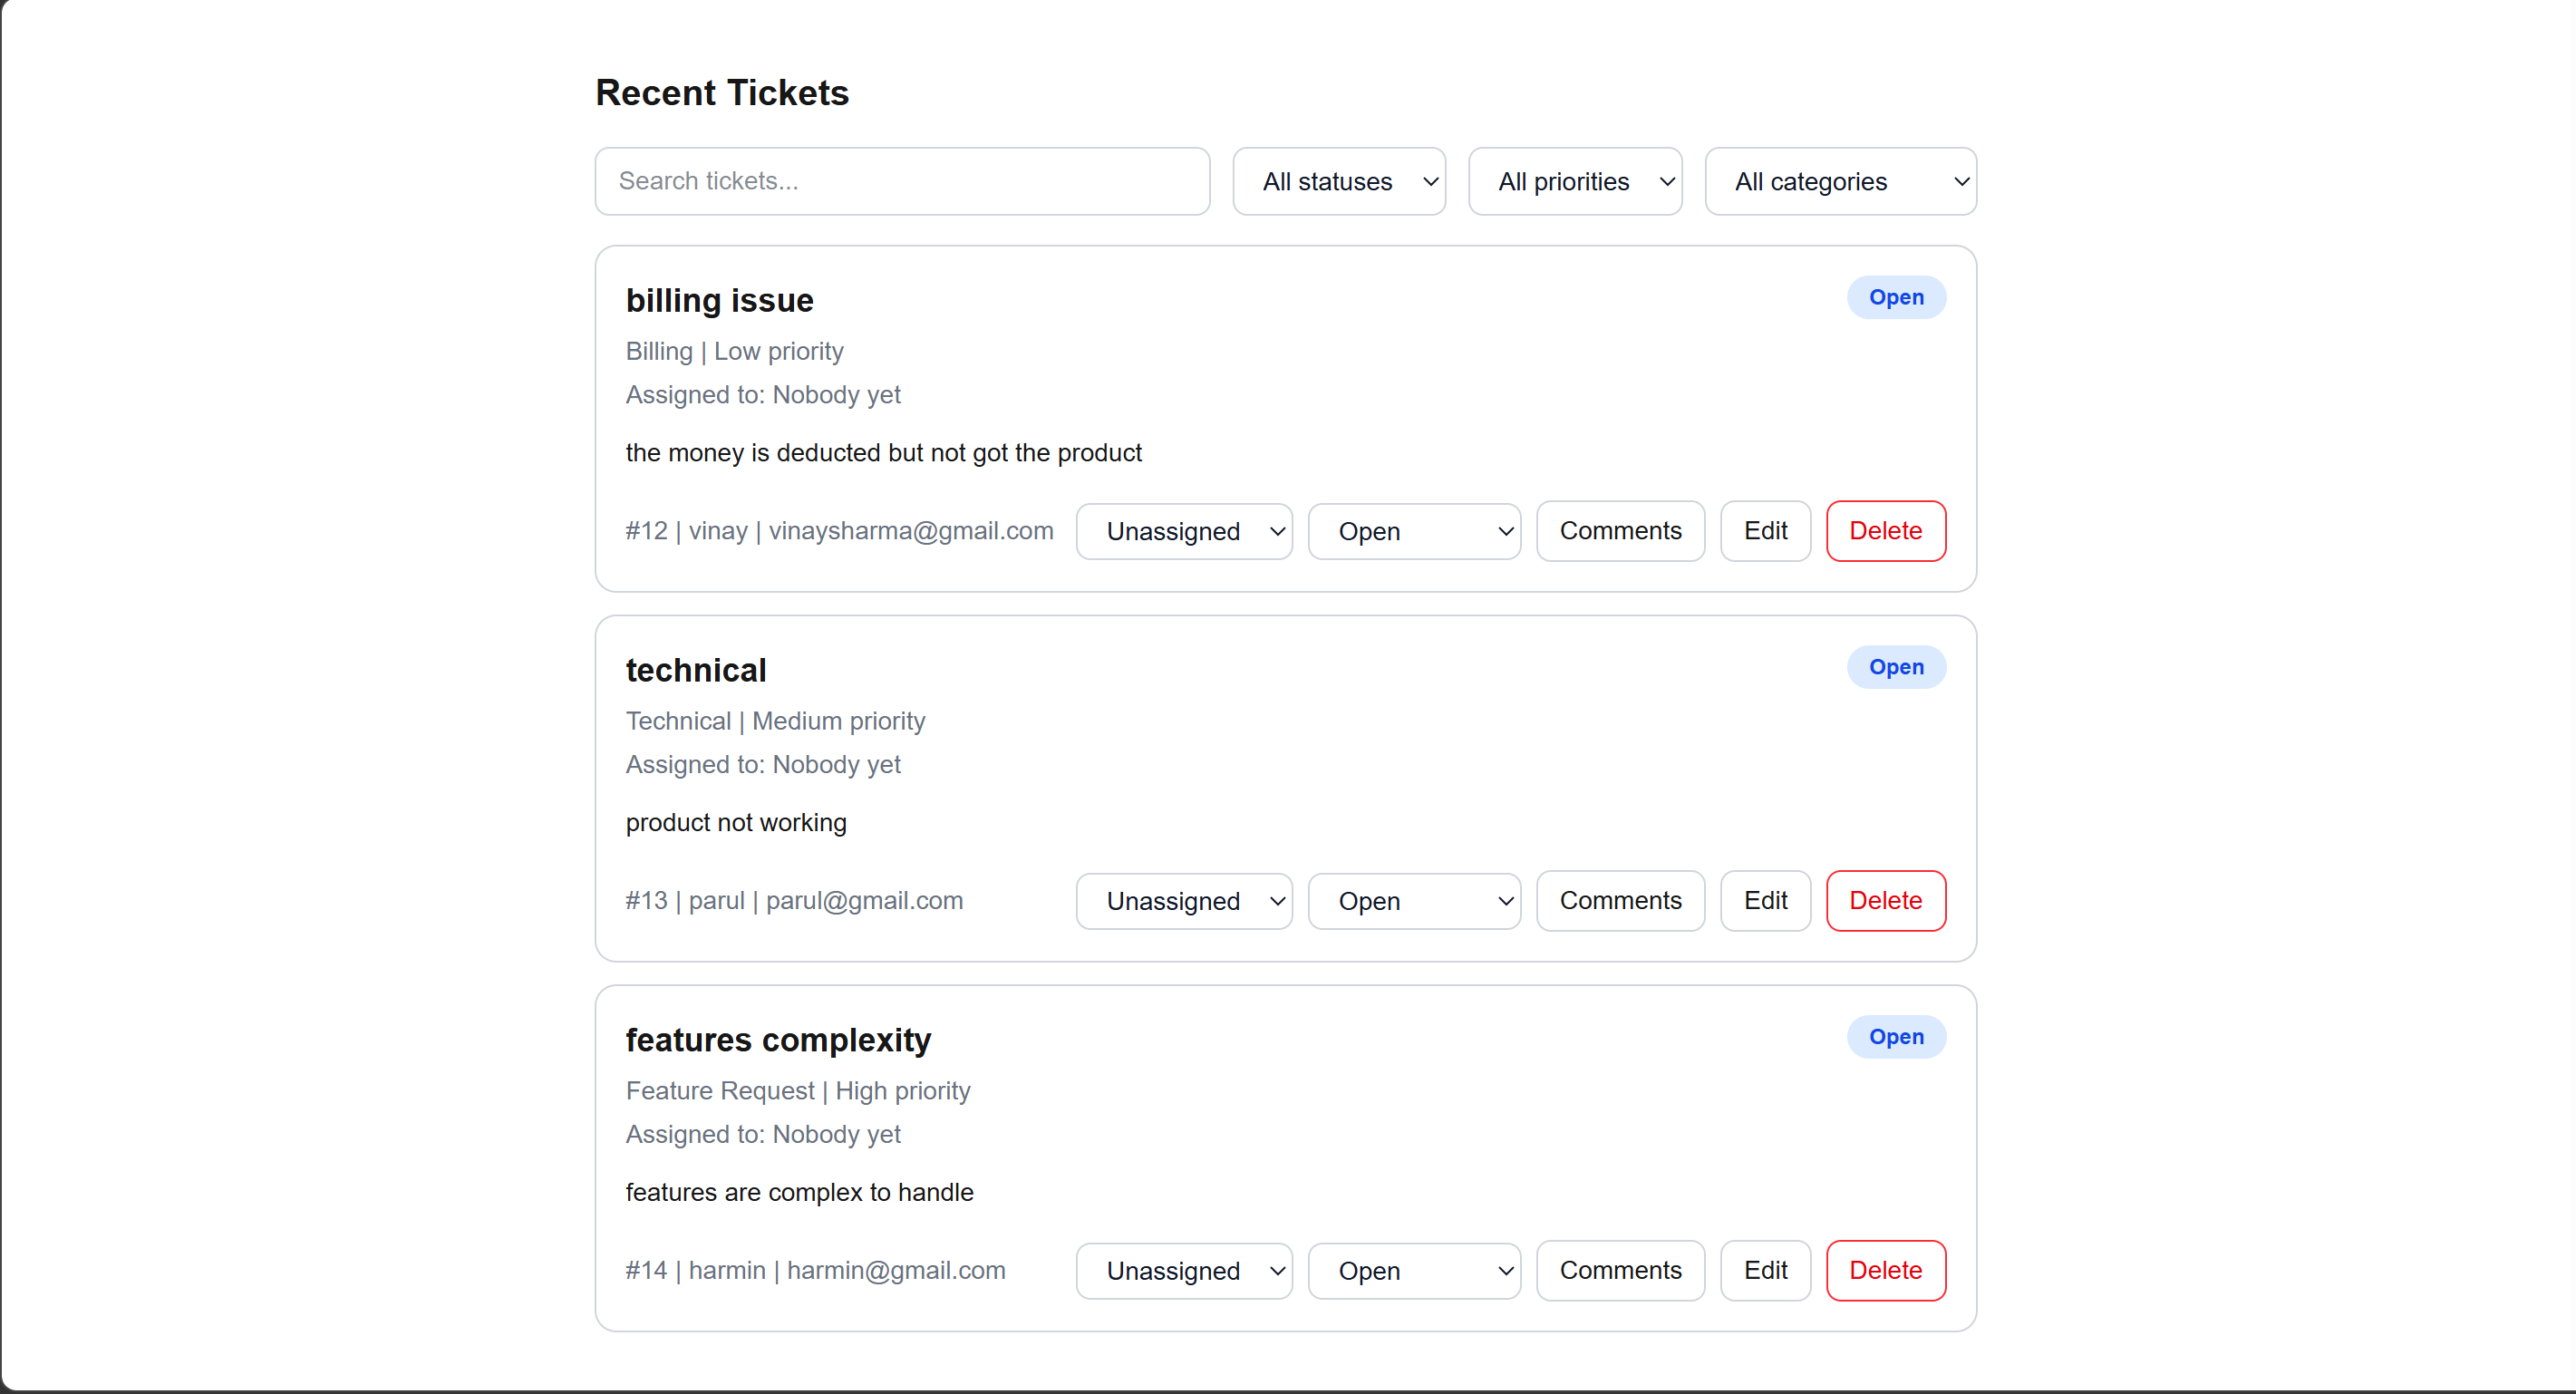 Recent Tickets
Search tickets... All statuses All priorities All categories
billing issue Open
Billing | Low priority
Assigned to: Nobody yet
the money is deducted but not got the product
#12 | vinay | vinaysharma@gmail.com Unassigned Open Comments Edit Delete
technical Open
Technical | Medium priority
Assigned to: Nobody yet
product not working
#13 | parul | parul@gmail.com Unassigned Open Comments Edit Delete
features complexity Open
Feature Request | High priority
Assigned to: Nobody yet
features are complex to handle
#14 | harmin | harmin@gmail.com Unassigned Open Comments Edit Delete